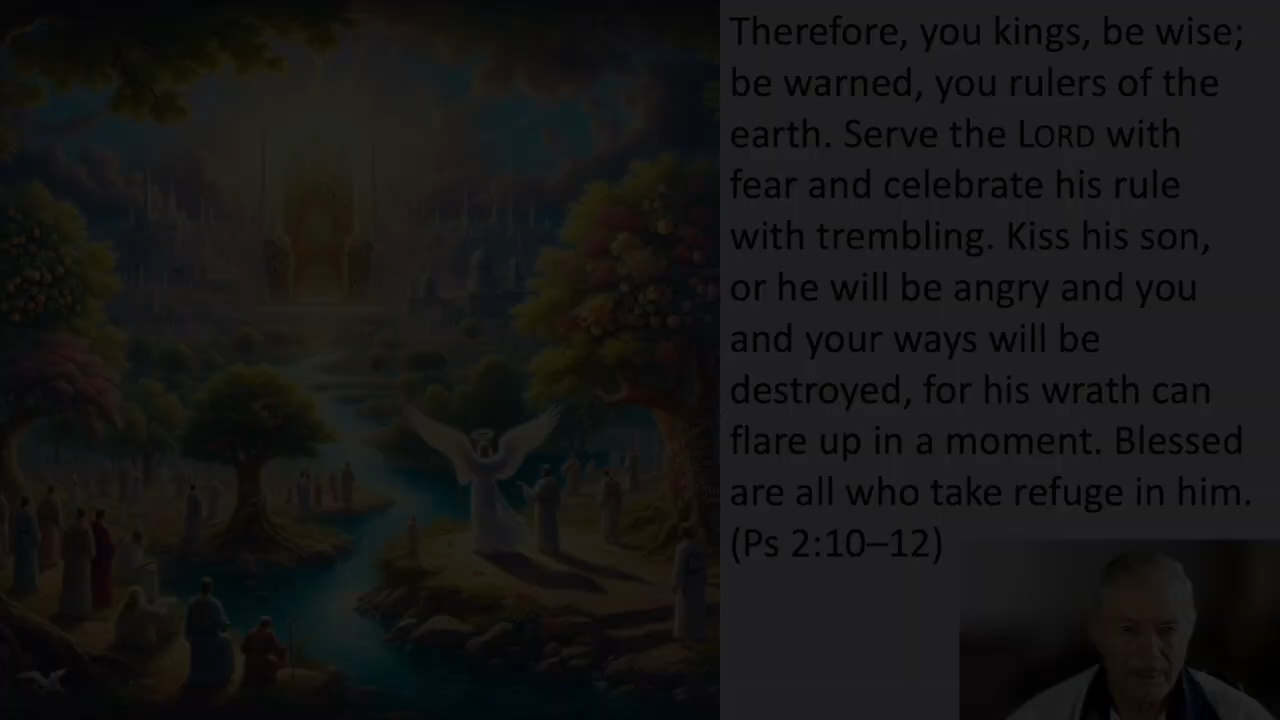 Therefore, you kings, be wise;
be warned, you rulers of the
earth. Serve the LORD with
fear and celebrate his rule
with trembling. Kiss his son,
or he will be angry and you
and your ways will be
destroyed, for his wrath can
flare up in a moment. Blessed
are all who take refuge in him.
(Ps 2:10–12)